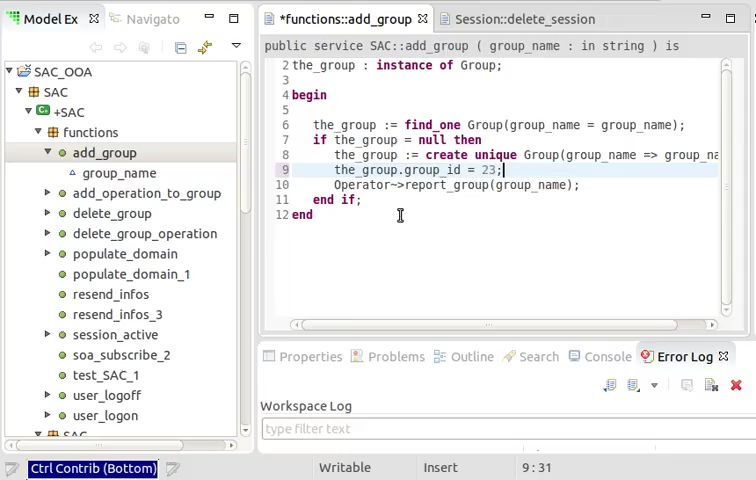 Model Ex
Navigato
SAC_OOA
SAC
+SAC
functions
add_group
group_name
add_operation_to_group
delete_group
delete_group_operation
populate_domain
populate_domain_1
resend_infos
resend_infos_3
session_active
soa_subscribe_2
test_SAC_1
user_logoff
user_logon
SAC
*functions::add_group
Session::delete_session
public service SAC::add_group ( group_name : in string ) is
2 the_group : instance of Group;
3
4 begin
5
6 the_group := find_one Group(group_name = group_name);
7 if the_group = null then
8 the_group := create unique Group(group_name => group_na
9 the_group.group_id = 23;
10 Operator~>report_group(group_name);
11 end if;
12 end
Properties
Problems
Outline
Search
Console
Error Log
Workspace Log
type filter text
Ctrl Contrib (Bottom)
Writable
Insert
9 : 31